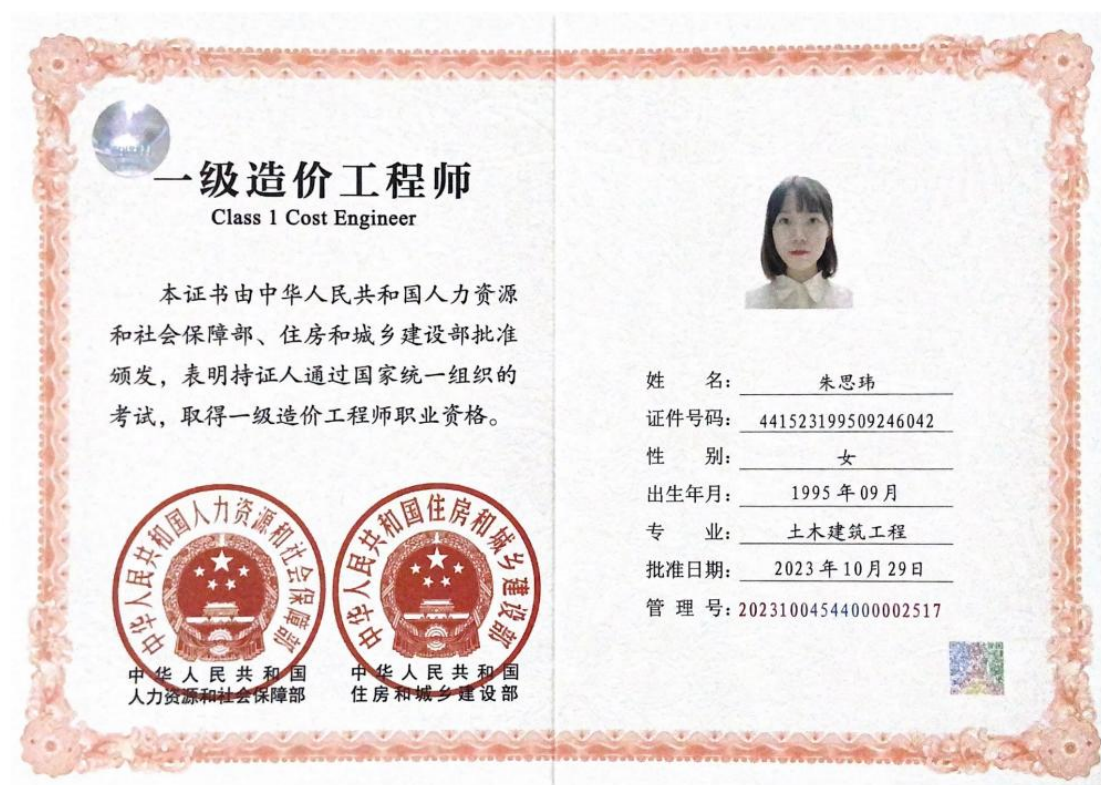 一级造价工程师
Class 1 Cost Engineer
本证书由中华人民共和国人力资源
和社会保障部、住房和城乡建设部批准
颁发，表明持证人通过国家统一组织的
考试，取得一级造价工程师职业资格。
中华人民共和国人力资源和社会保障部
中华人民共和国住房和城乡建设部
中华人民共和国
人力资源和社会保障部
中华人民共和国
住房和城乡建设部
姓 名： 朱思玮
证件号码： 441523199509246042
性 别： 女
出生年月： 1995年09月
专 业： 土木建筑工程
批准日期： 2023年10月29日
管 理 号： 20231004544000002517